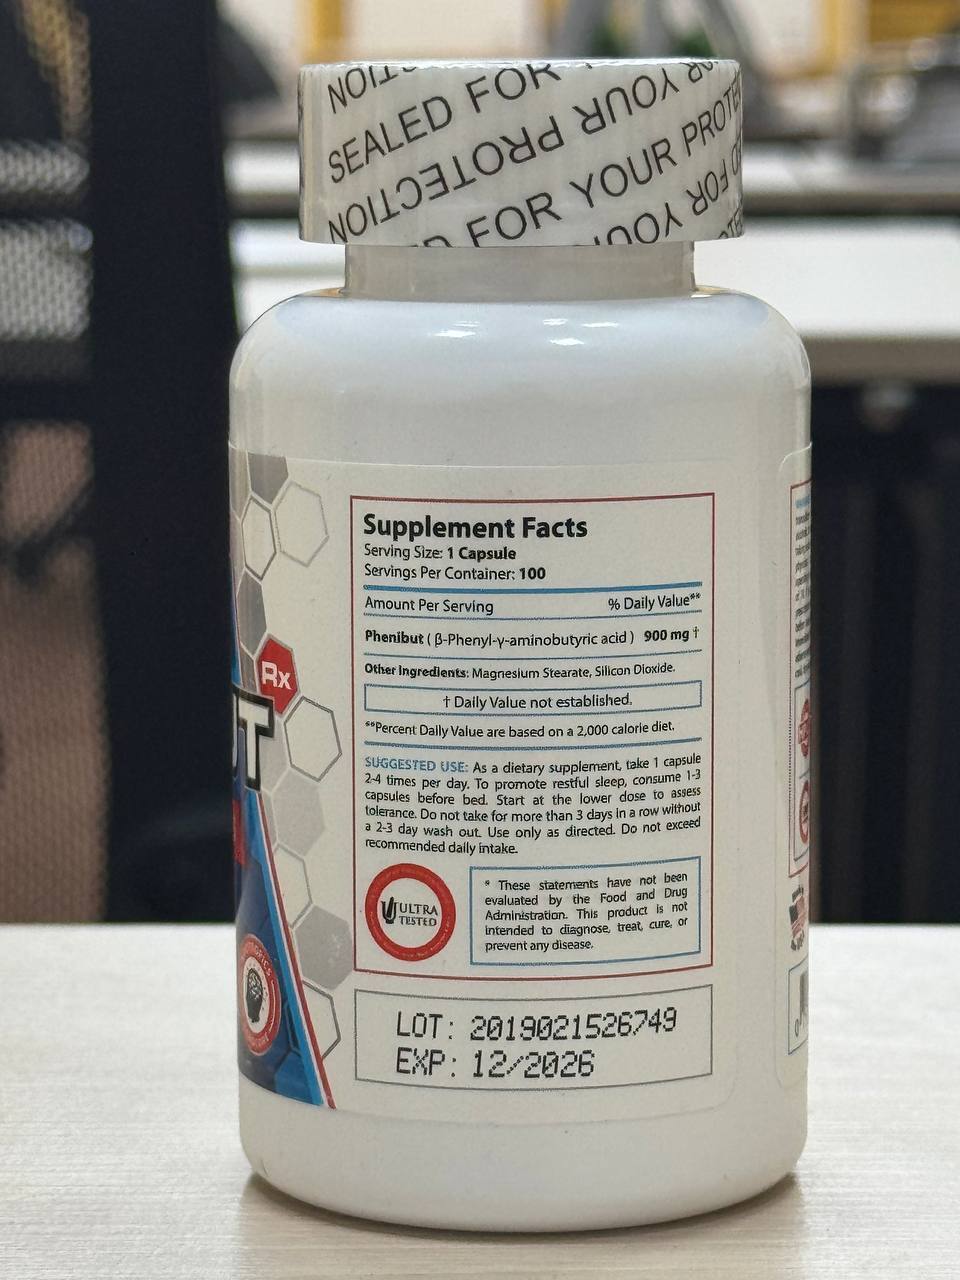 SEALED FOR
YOUR PROTECTION
FOR YOUR
YOUR
Rx
Supplement Facts
Serving Size: 1 Capsule
Servings Per Container: 100
Amount Per Serving % Daily Value**
Phenibut ( β-Phenyl-γ-aminobutyric acid ) 900 mg †
Other Ingredients: Magnesium Stearate, Silicon Dioxide.
† Daily Value not established.
**Percent Daily Value are based on a 2,000 calorie diet.
SUGGESTED USE: As a dietary supplement, take 1 capsule
2-4 times per day. To promote restful sleep, consume 1-3
capsules before bed. Start at the lower dose to assess
tolerance. Do not take for more than 3 days in a row without
a 2-3 day wash out. Use only as directed. Do not exceed
recommended daily intake.
ULTRA
TESTED
* These statements have not been
evaluated by the Food and Drug
Administration. This product is not
intended to diagnose, treat, cure, or
prevent any disease.
LOT: 2019021526749
EXP: 12/2026